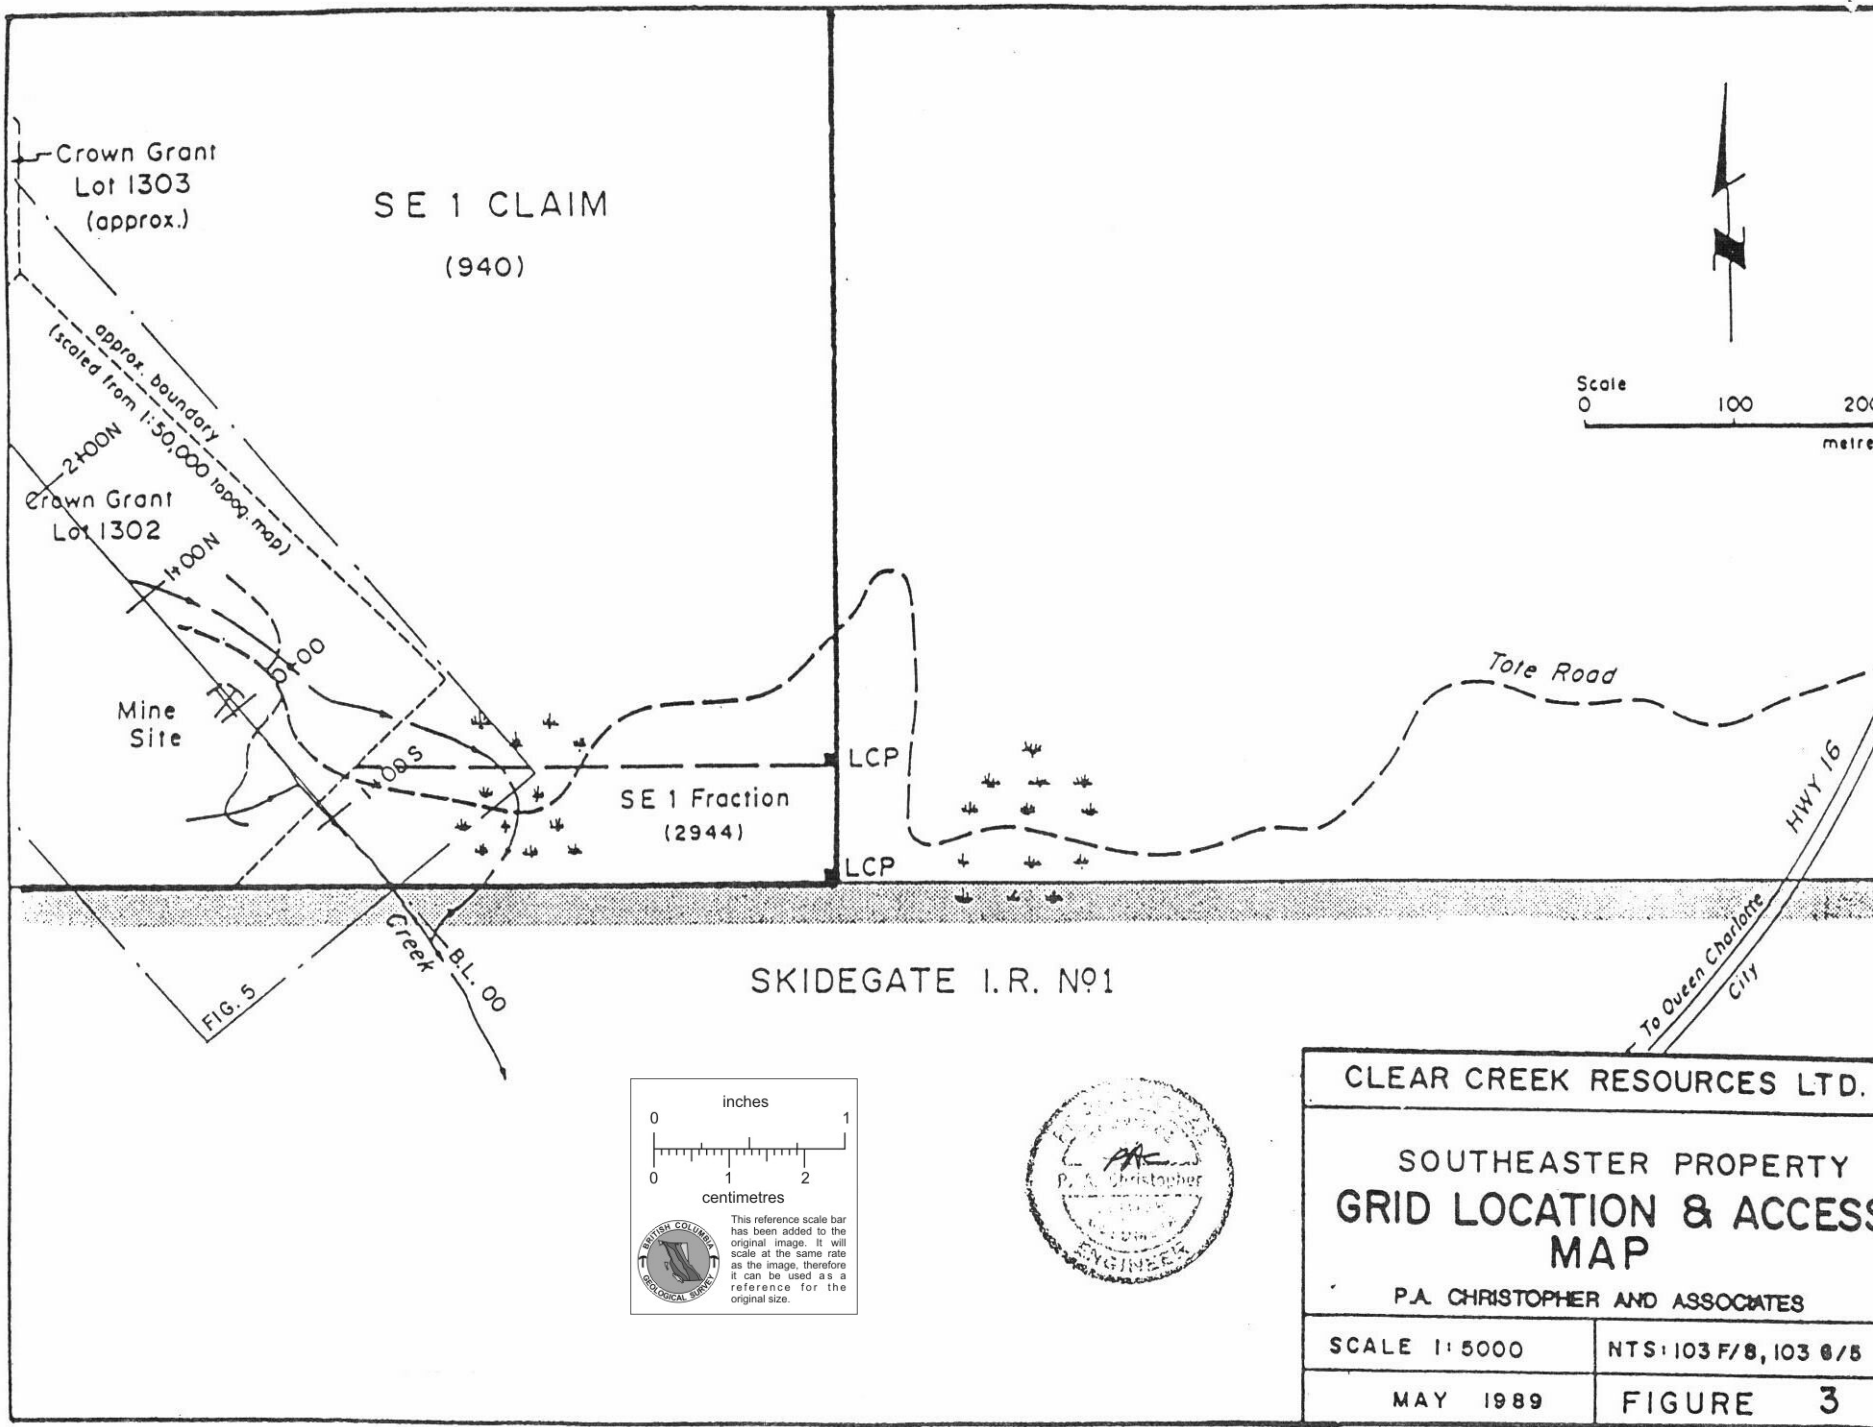 Crown Grant
Lot 1303
(approx.)
SE 1 CLAIM
(940)
approx. boundary
(scaled from 1:50,000 topog. map)
2+00N
Crown Grant
Lot 1302
1+00N
0+00
Mine
Site
1+00S
LCP
SE 1 Fraction
(2944)
LCP
Scale
0 100 200
metre
Tote Road
HWY 16
To Queen Charlotte
City
Creek
B.L. 00
FIG. 5
SKIDEGATE I.R. Nº1
inches
0 1
0 1 2
centimetres
This reference scale bar
has been added to the
original image. It will
scale at the same rate
as the image, therefore
it can be used as a
reference for the
original size.
BRITISH COLUMBIA
GEOLOGICAL SURVEY
PAC
P. A. Christopher
ENGINEER
CLEAR CREEK RESOURCES LTD.
SOUTHEASTER PROPERTY
GRID LOCATION & ACCESS
MAP
P.A. CHRISTOPHER AND ASSOCIATES
SCALE 1:5000
NTS: 103 F/8, 103 G/5
MAY 1989
FIGURE 3